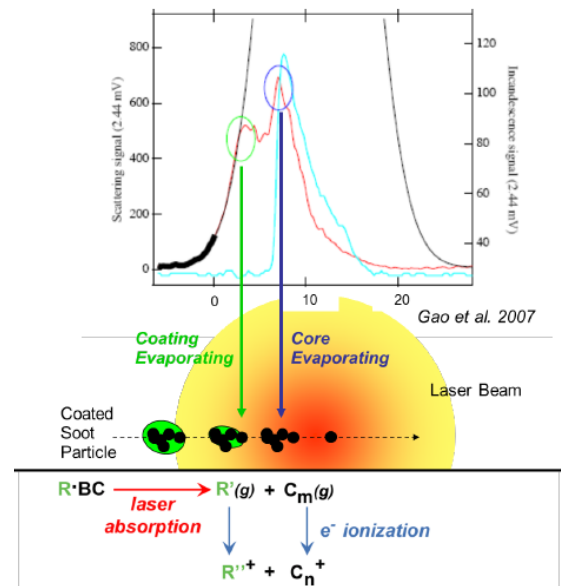 800
600
400
200
0
Scattering signal (2.44 mV)
120
100
80
60
40
Incandescence signal (2.44 mV)
0 10 20
Gao et al. 2007
Coating
Evaporating
Core
Evaporating
Laser Beam
Coated
Soot
Particle
R·BC laser absorption R'(g) + Cm(g)
e- ionization
R''+ + Cn+